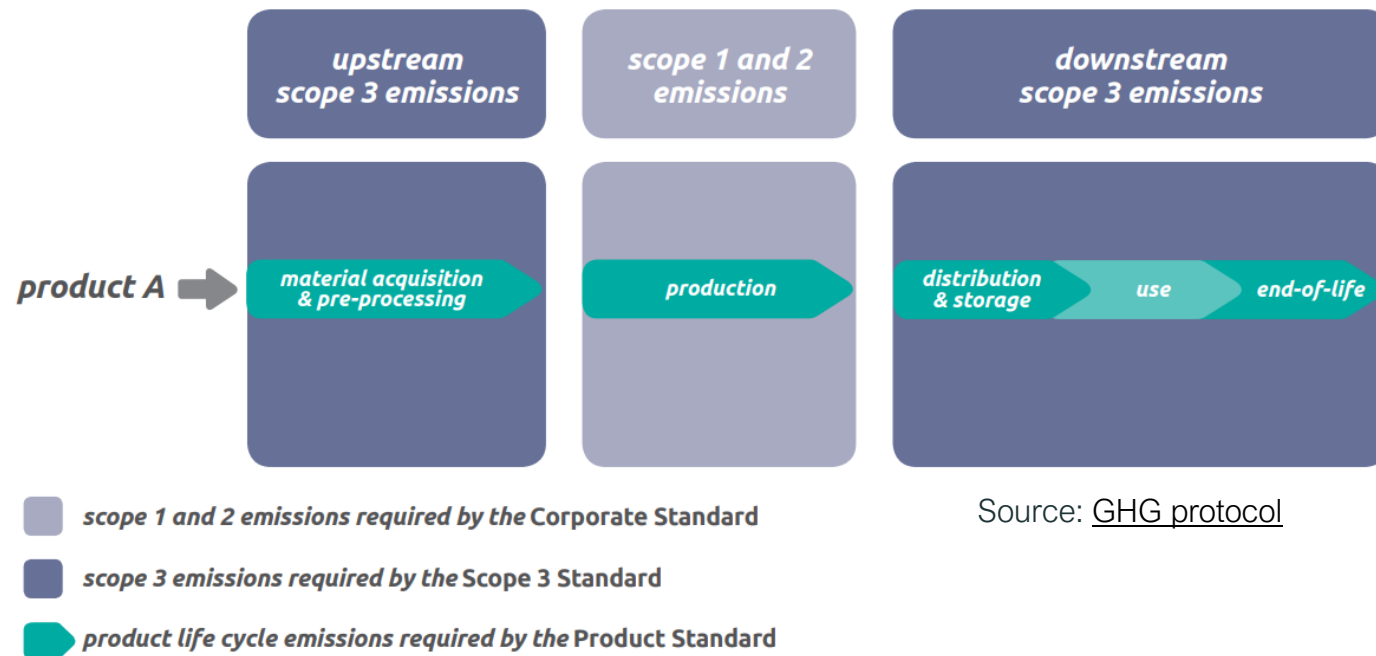 upstream
scope 3 emissions
scope 1 and 2
emissions
downstream
scope 3 emissions
product A
material acquisition
& pre-processing
production
distribution
& storage
use
end-of-life
scope 1 and 2 emissions required by the Corporate Standard
Source: GHG protocol
scope 3 emissions required by the Scope 3 Standard
product life cycle emissions required by the Product Standard